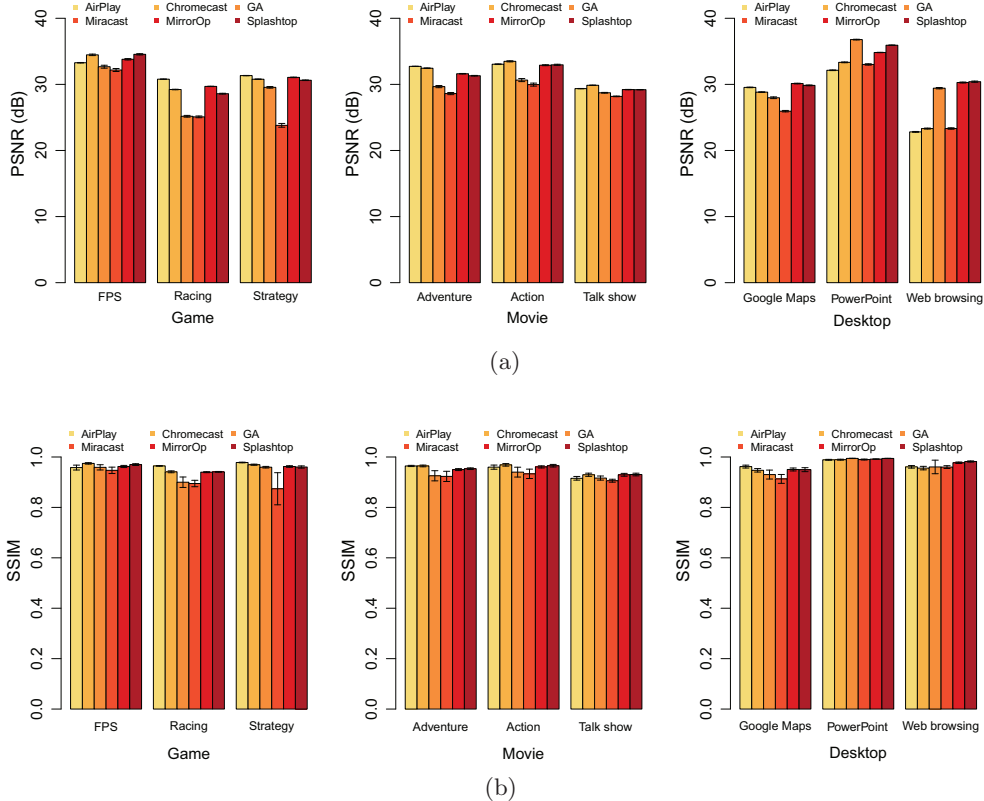 AirPlay Chromecast GA
Miracast MirrorOp Splashtop
PSNR (dB)
40
30
20
10
0
FPS Racing Strategy
Game
AirPlay Chromecast GA
Miracast MirrorOp Splashtop
PSNR (dB)
40
30
20
10
0
Adventure Action Talk show
Movie
AirPlay Chromecast GA
Miracast MirrorOp Splashtop
PSNR (dB)
40
30
20
10
0
Google Maps PowerPoint Web browsing
Desktop
(a)
AirPlay Chromecast GA
Miracast MirrorOp Splashtop
SSIM
1.0
0.8
0.6
0.4
0.2
0.0
FPS Racing Strategy
Game
AirPlay Chromecast GA
Miracast MirrorOp Splashtop
SSIM
1.0
0.8
0.6
0.4
0.2
0.0
Adventure Action Talk show
Movie
AirPlay Chromecast GA
Miracast MirrorOp Splashtop
SSIM
1.0
0.8
0.6
0.4
0.2
0.0
Google Maps PowerPoint Web browsing
Desktop
(b)